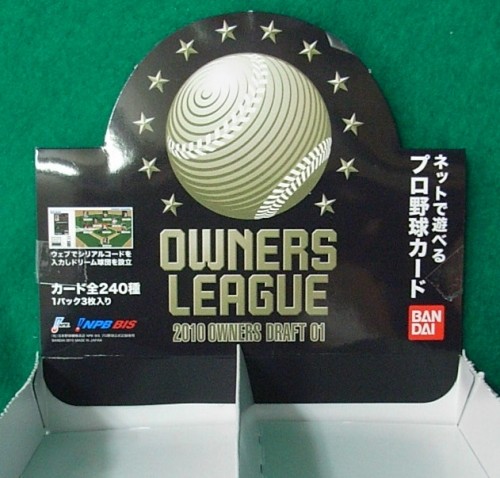 OWNERS
LEAGUE
2010 OWNERS DRAFT 01
ネットで遊べる
プロ野球カード
BAN
DAI
ウェブでシリアルコードを
入力しドリーム球団を設立
カード全240種
1パック3枚入り
NPB BIS